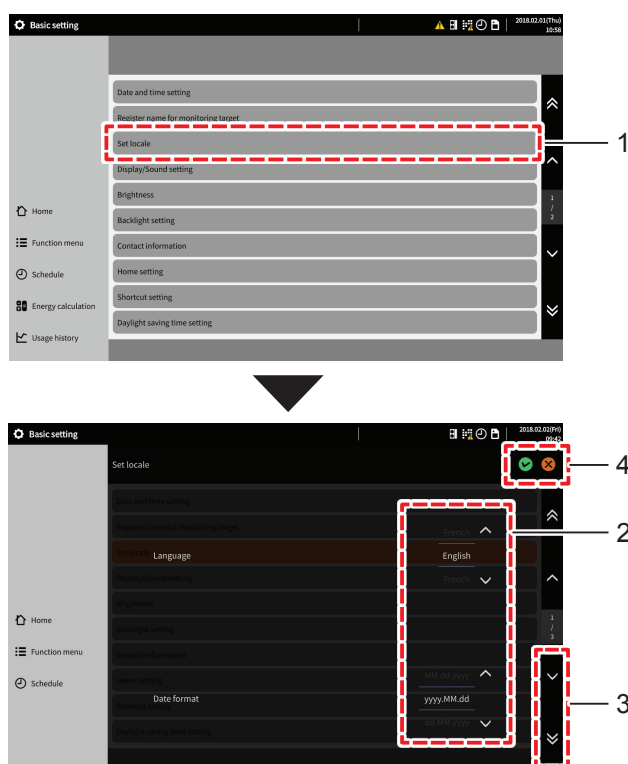 Basic setting
2018.02.01(Thu)
10:58
Date and time setting
Register name for monitoring target
Set locale
1
Display/Sound setting
Brightness
1
/
2
Home
Backlight setting
Function menu
Contact information
Schedule
Home setting
Energy calculation
Shortcut setting
Usage history
Daylight saving time setting
Basic setting
2018.02.02(Fri)
09:42
Set locale
4
Date and time setting
Register name for monitoring target
French
2
Set locale
Language
English
Display/Sound setting
French
Brightness
Home
1
/
3
Backlight setting
Function menu
Contact information
Schedule
Home setting
MM.dd.yyyy
Date format
yyyy.MM.dd
3
Shortcut setting
dd.MM.yyyy
Daylight saving time setting